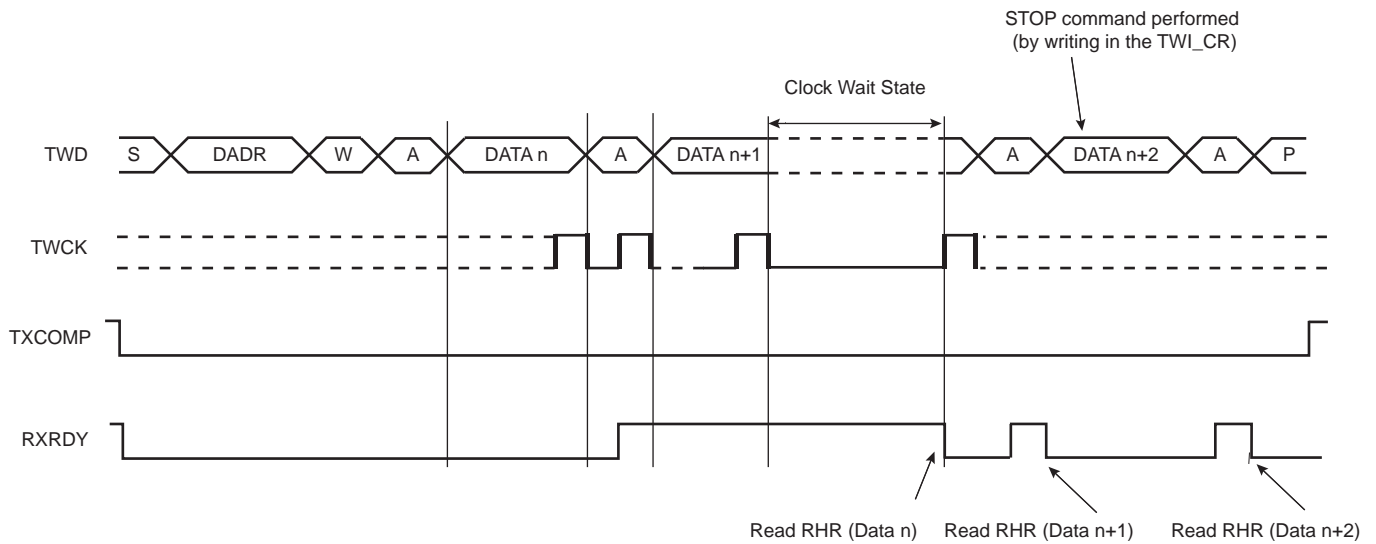 STOP command performed
(by writing in the TWI_CR)
Clock Wait State
TWD S DADR W A DATA n A DATA n+1 A DATA n+2 A P
TWCK
TXCOMP
RXRDY
Read RHR (Data n) Read RHR (Data n+1) Read RHR (Data n+2)